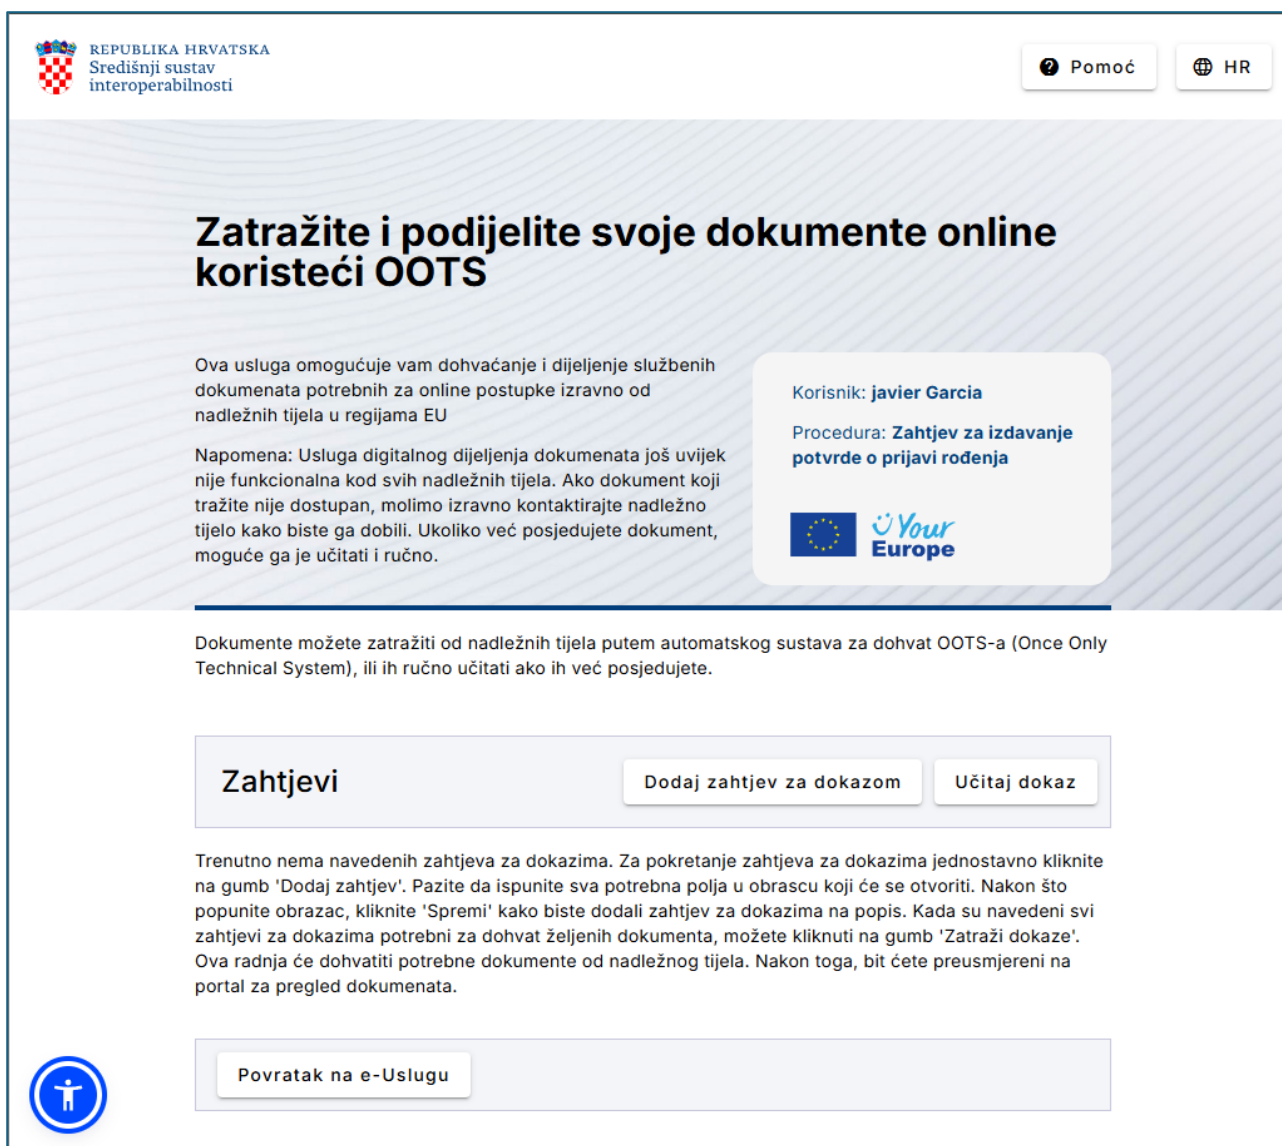 REPUBLIKA HRVATSKA
Središnji sustav
interoperabilnosti
Pomoć
HR
Zatražite i podijelite svoje dokumente online
koristeći OOTS
Ova usluga omogućuje vam dohvaćanje i dijeljenje službenih
dokumenata potrebnih za online postupke izravno od
nadležnih tijela u regijama EU
Napomena: Usluga digitalnog dijeljenja dokumenata još uvijek
nije funkcionalna kod svih nadležnih tijela. Ako dokument koji
tražite nije dostupan, molimo izravno kontaktirajte nadležno
tijelo kako biste ga dobili. Ukoliko već posjedujete dokument,
moguće ga je učitati i ručno.
Korisnik: javier Garcia
Procedura: Zahtjev za izdavanje
potvrde o prijavi rođenja
Your
Europe
Dokumente možete zatražiti od nadležnih tijela putem automatskog sustava za dohvat OOTS-a (Once Only
Technical System), ili ih ručno učitati ako ih već posjedujete.
Zahtjevi
Dodaj zahtjev za dokazom
Učitaj dokaz
Trenutno nema navedenih zahtjeva za dokazima. Za pokretanje zahtjeva za dokazima jednostavno kliknite
na gumb 'Dodaj zahtjev'. Pazite da ispunite sva potrebna polja u obrascu koji će se otvoriti. Nakon što
popunite obrazac, kliknite 'Spremi' kako biste dodali zahtjev za dokazima na popis. Kada su navedeni svi
zahtjevi za dokazima potrebni za dohvat željenih dokumenta, možete kliknuti na gumb 'Zatraži dokaze'.
Ova radnja će dohvatiti potrebne dokumente od nadležnog tijela. Nakon toga, bit ćete preusmjereni na
portal za pregled dokumenata.
Povratak na e-Uslugu